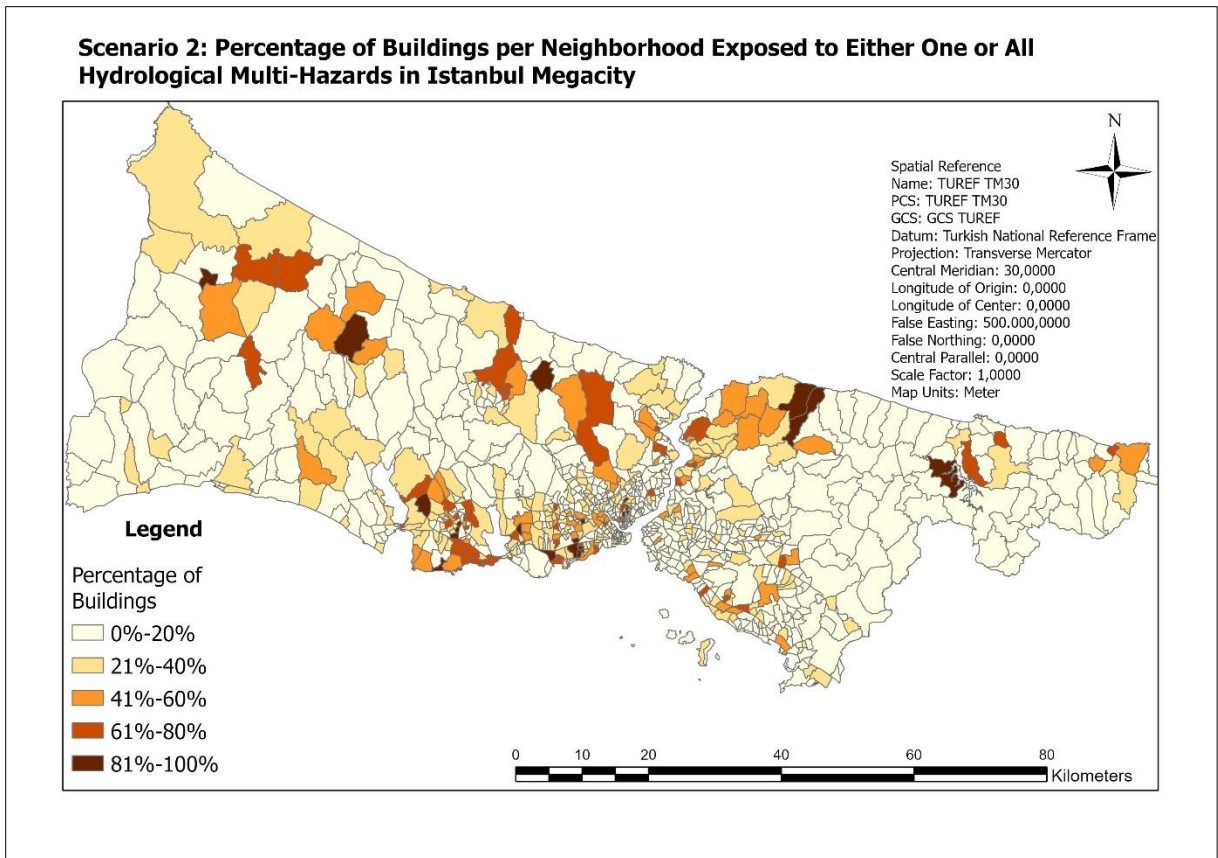 Scenario 2: Percentage of Buildings per Neighborhood Exposed to Either One or All
Hydrological Multi-Hazards in Istanbul Megacity
N
Spatial Reference
Name: TUREF TM30
PCS: TUREF TM30
GCS: GCS TUREF
Datum: Turkish National Reference Frame
Projection: Transverse Mercator
Central Meridian: 30,0000
Longitude of Origin: 0,0000
Longitude of Center: 0,0000
False Easting: 500.000,0000
False Northing: 0,0000
Central Parallel: 0,0000
Scale Factor: 1,0000
Map Units: Meter
Legend
Percentage of
Buildings
0%-20%
21%-40%
41%-60%
61%-80%
81%-100%
0 10 20 40 60 80
Kilometers